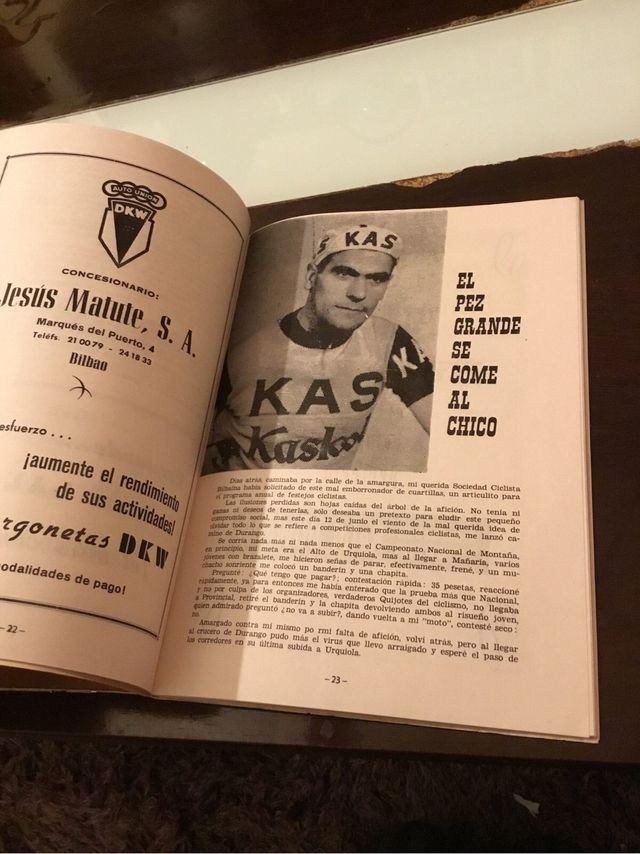 AUTO UNION
DKW
CONCESIONARIO:
Jesús Matute, S. A.
Marqués del Puerto, 4
Teléfs. 21 00 79 - 24 18 33
Bilbao
esfuerzo . . .
¡aumente el rendimiento
de sus actividades!
rgonetas DKW
modalidades de pago!
– 22 –
KAS
KAS
KA
Kasko
EL
PEZ
GRANDE
SE
COME
AL
CHICO
Días atrás, caminaba por la calle de la amargura, mi querida Sociedad Ciclista
Bilbaína había solicitado de este mal emborronador de cuartillas, un articulito para
el programa anual de festejos ciclistas.
Las ilusiones perdidas son hojas caídas del árbol de la afición. No tenía ni
ganas ni deseos de tenerlas, sólo deseaba un pretexto para eludir este pequeño
compromiso social, mas este día 12 de Junio el viento de la mal querida idea de
olvidar todo lo que se refiere a competiciones profesionales ciclistas, me lanzó ca-
mino de Durango.
Se corría nada más ni nada menos que el Campeonato Nacional de Montaña,
en principio, mi meta era el Alto de Urquiola, mas al llegar a Mañaria, varios
jóvenes con brazalete, me hicieron señas de parar, efectivamente, frené, y un mu-
chacho sonriente me colocó un banderín y una chapita.
Pregunté: ¿Qué tengo que pagar?; contestación rápida: 35 pesetas, reaccioné
rápidamente, ya para entonces me había enterado que la prueba más que Nacional,
y no por culpa de los organizadores, verdaderos Quijotes del ciclismo, no llegaba
a Provincial, retiré el banderín y la chapita devolviendo ambos al risueño joven,
quien admirado preguntó ¿no va a subir?, dando vuelta a mi "moto", contesté seco:
no.
Amargado contra mi mismo po rmi falta de afición, volví atrás, pero al llegar
al crucero de Durango pudo más el virus que llevo arraigado y esperé el paso de
los corredores en su última subida a Urquiola.
– 23 –